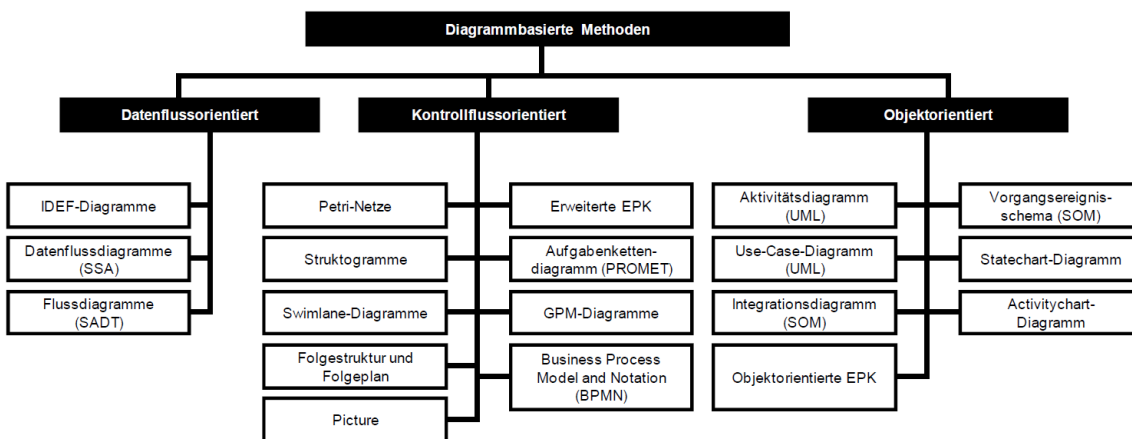 Diagrammbasierte Methoden
Datenflussorientiert
Kontrollflussorientiert
Objektorientiert
IDEF-Diagramme
Datenflussdiagramme
(SSA)
Flussdiagramme
(SADT)
Petri-Netze
Struktogramme
Swimlane-Diagramme
Folgestruktur und
Folgeplan
Picture
Erweiterte EPK
Aufgabenketten-
diagramm (PROMET)
GPM-Diagramme
Business Process
Model and Notation
(BPMN)
Aktivitätsdiagramm
(UML)
Use-Case-Diagramm
(UML)
Integrationsdiagramm
(SOM)
Objektorientierte EPK
Vorgangsereignis-
schema (SOM)
Statechart-Diagramm
Activitychart-
Diagramm